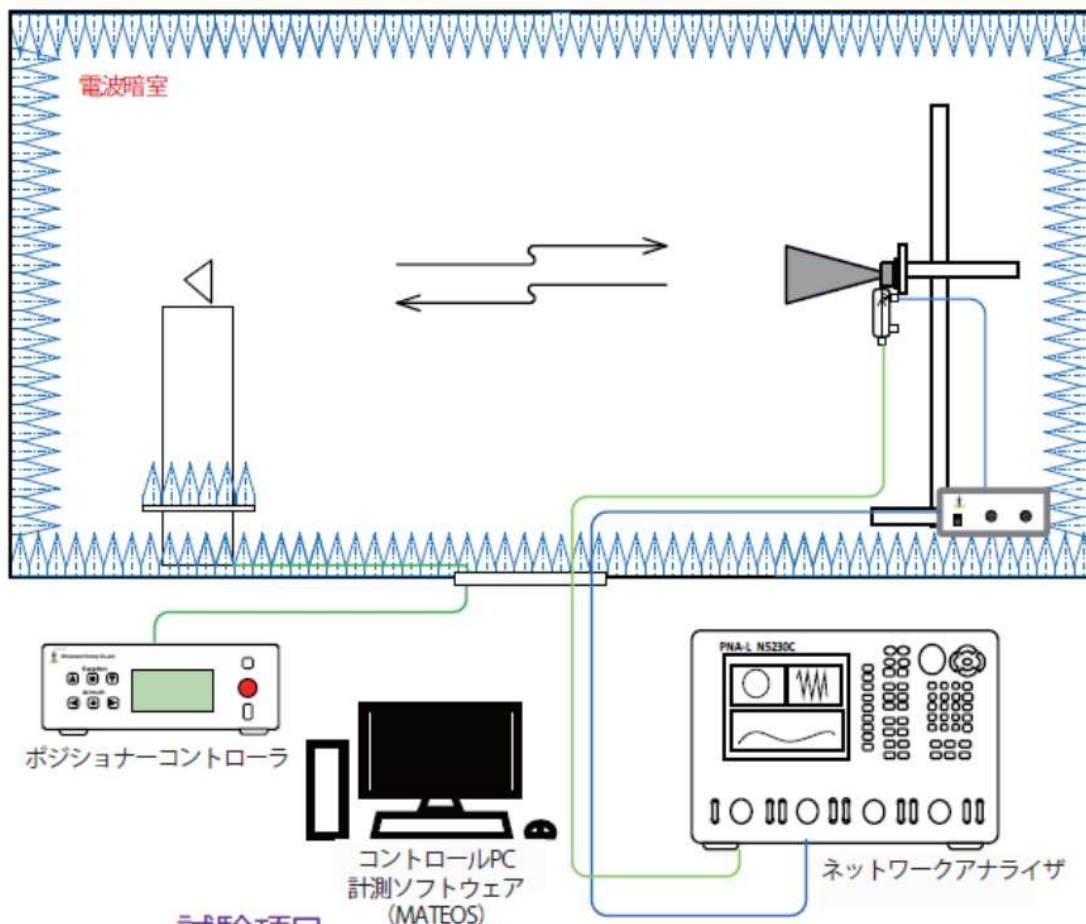 電波暗室
PNA-L N5230C
ポジショナーコントローラ
コントロールPC
計測ソフトウェア
(MATEOS)
ネットワークアナライザ